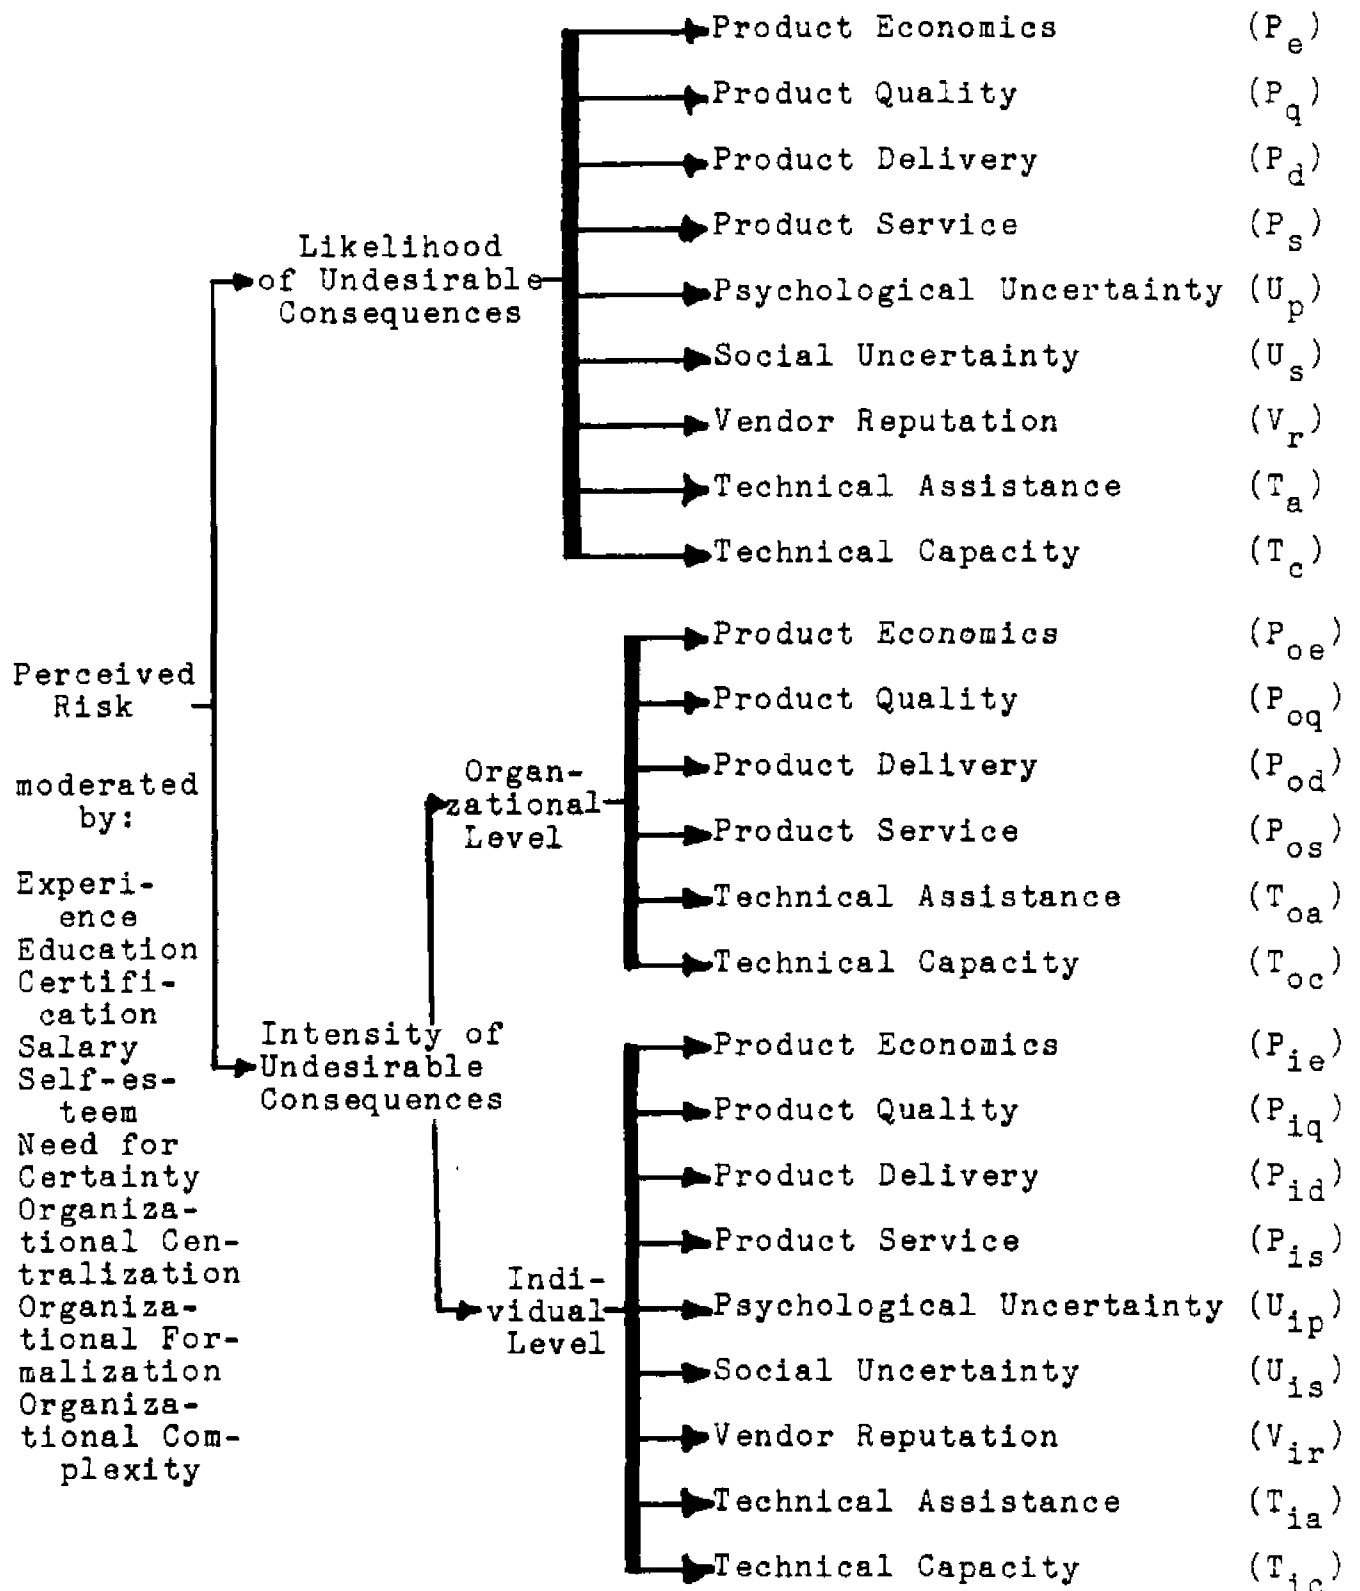 Product Economics (Pe)
Product Quality (Pq)
Product Delivery (Pd)
Product Service (Ps)
Psychological Uncertainty (Up)
Social Uncertainty (Us)
Vendor Reputation (Vr)
Technical Assistance (Ta)
Technical Capacity (Tc)
Likelihood
of Undesirable
Consequences
Perceived
Risk
moderated
by:
Experi-
ence
Education
Certifi-
cation
Salary
Self-es-
teem
Need for
Certainty
Organiza-
tional Cen-
tralization
Organiza-
tional For-
malization
Organiza-
tional Com-
plexity
Intensity of
Undesirable
Consequences
Organ-
zational
Level
Product Economics (Poe)
Product Quality (Poq)
Product Delivery (Pod)
Product Service (Pos)
Technical Assistance (Toa)
Technical Capacity (Toc)
Indi-
vidual
Level
Product Economics (Pie)
Product Quality (Piq)
Product Delivery (Pid)
Product Service (Pis)
Psychological Uncertainty (Uip)
Social Uncertainty (Uis)
Vendor Reputation (Vir)
Technical Assistance (Tia)
Technical Capacity (Tic)